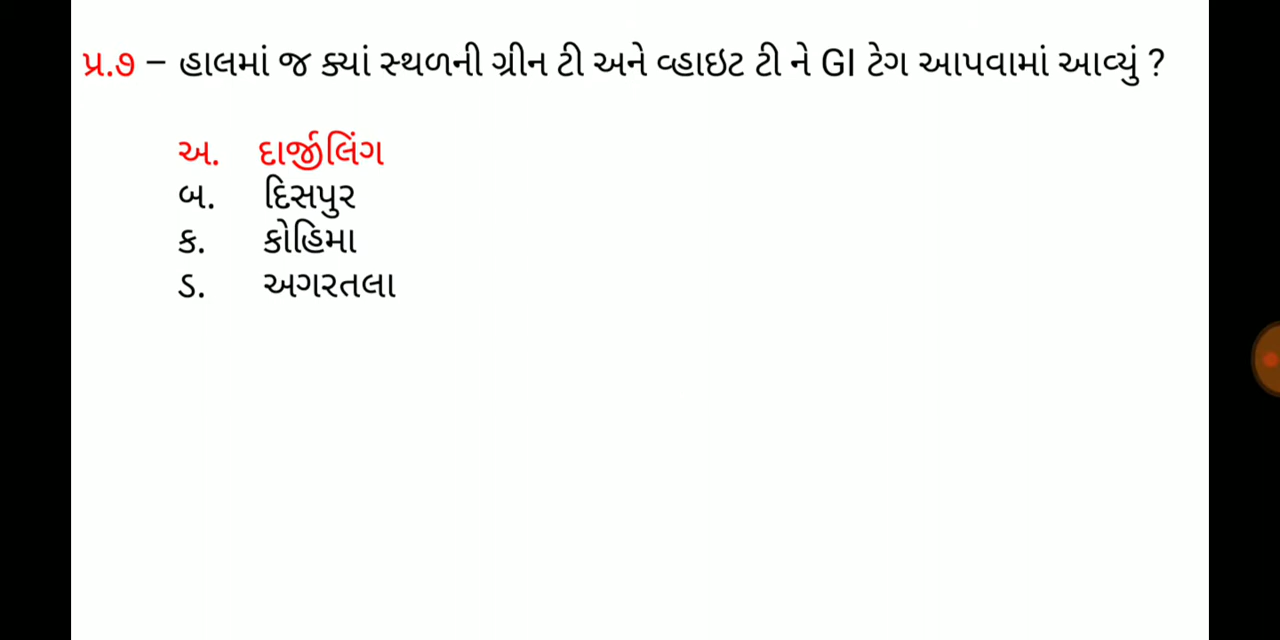 પ્ર.૭ – હાલમાં જ ક્યાં સ્થળની ગ્રીન ટી અને વ્હાઇટ ટી ને GI ટેગ આપવામાં આવ્યું ?
અ. દાર્જીલિંગ
બ. દિસપુર
ક. કોહિમા
ડ. અગરતલા